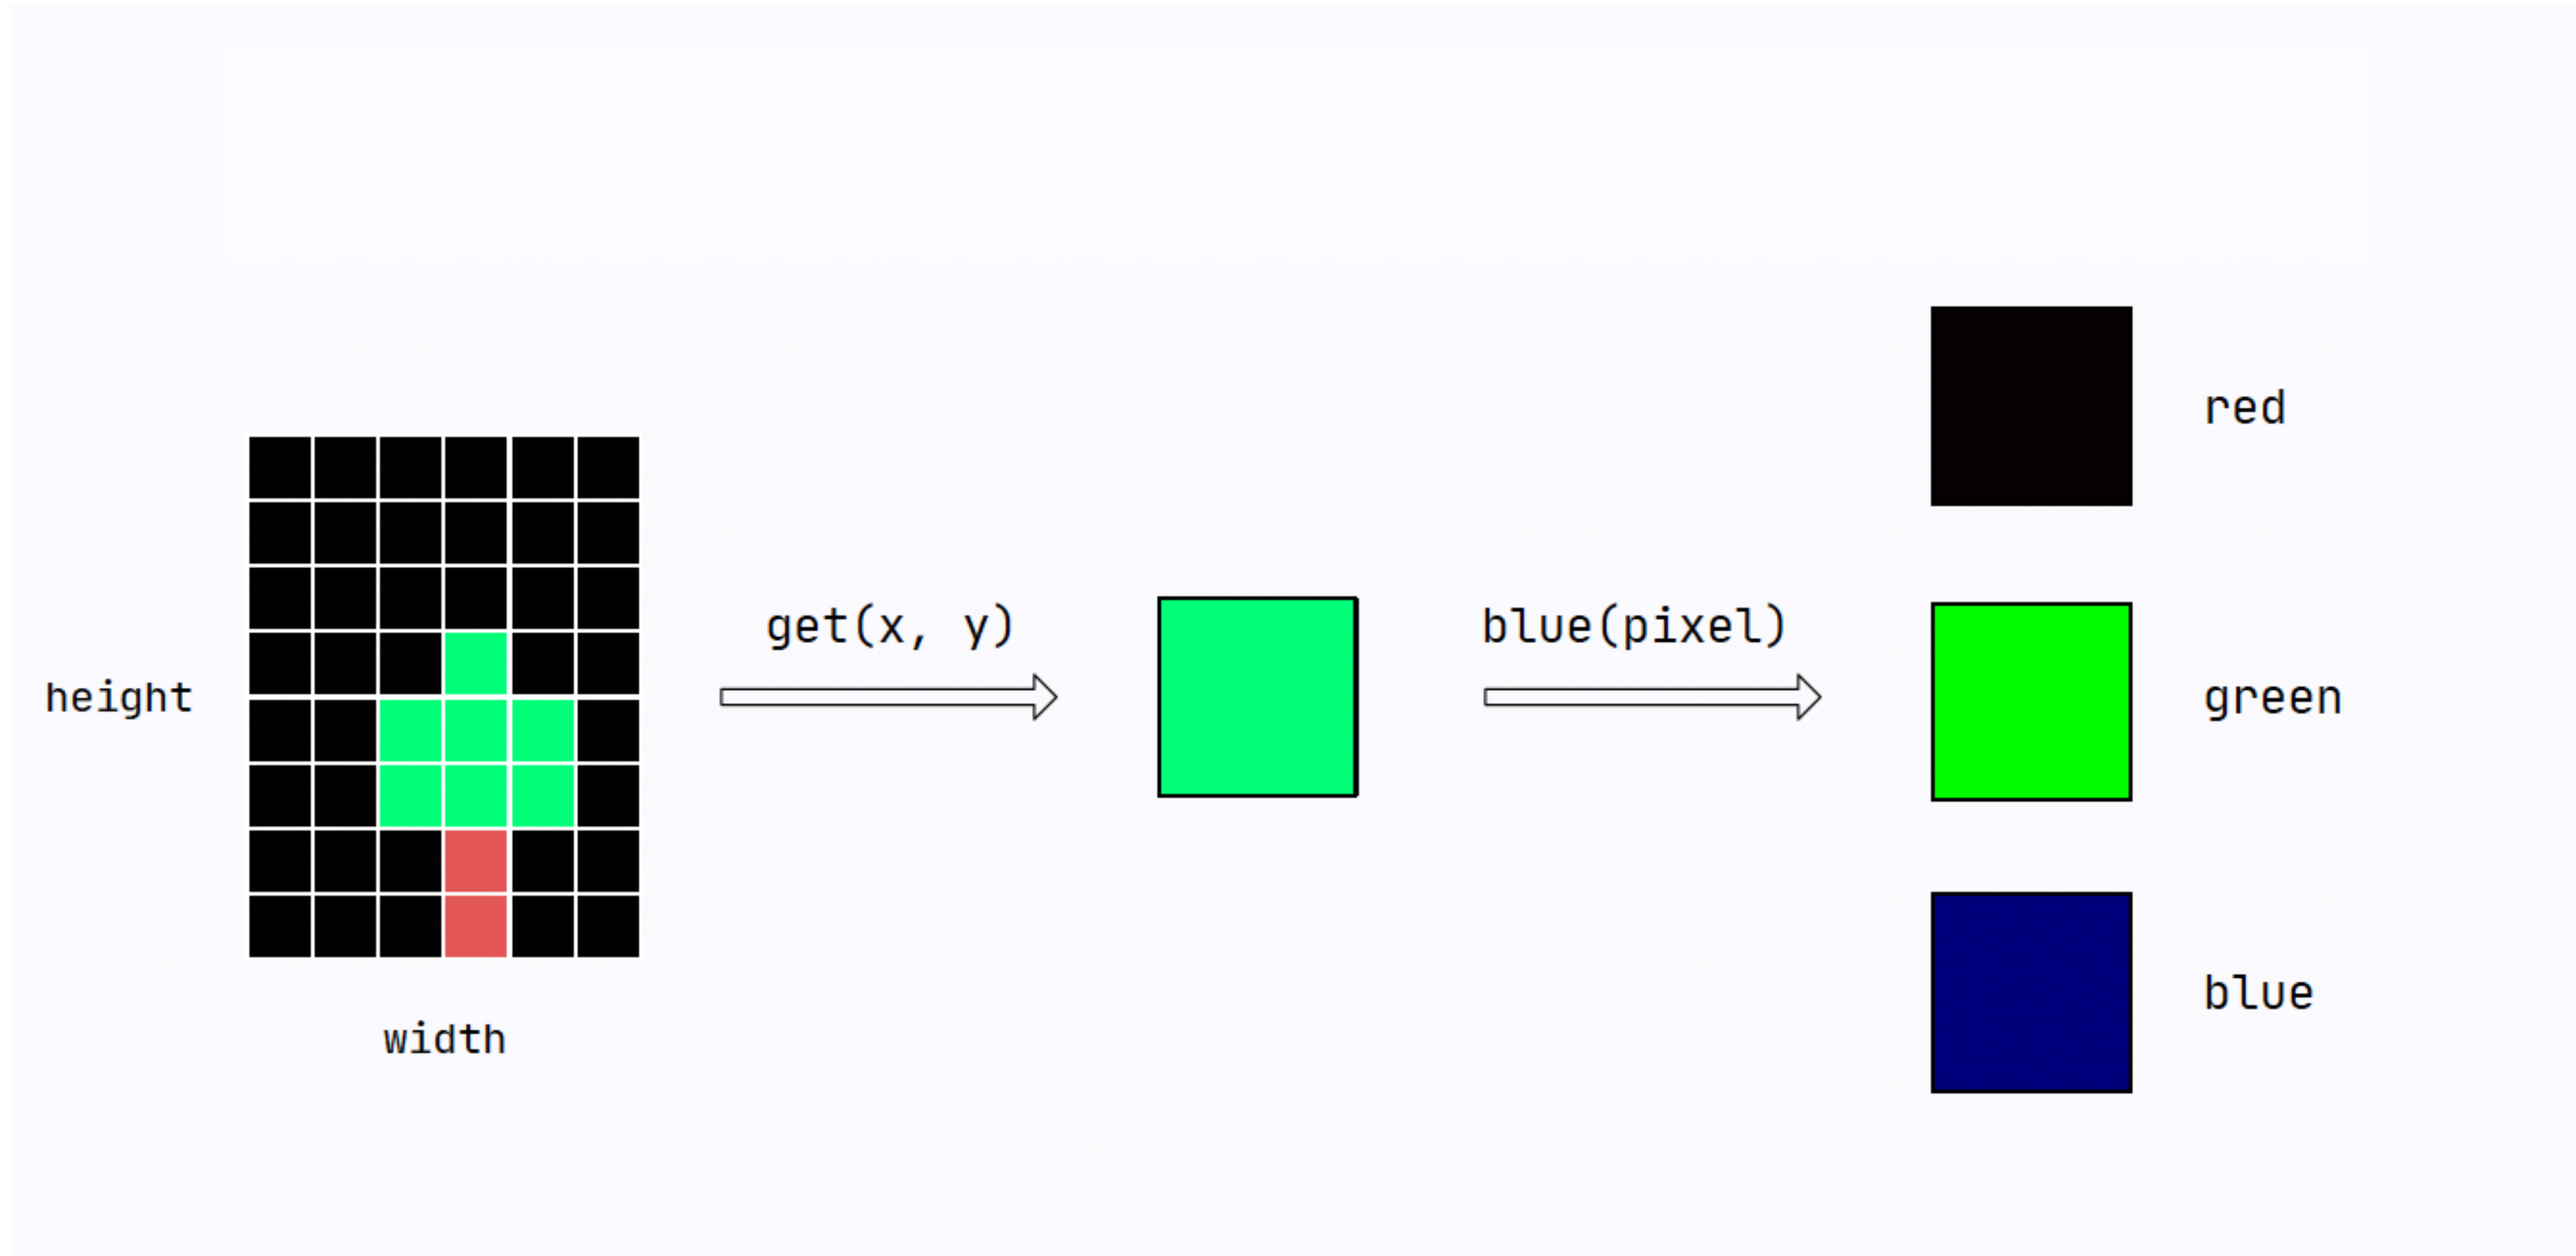 height
width
get(x, y)
blue(pixel)
red
green
blue